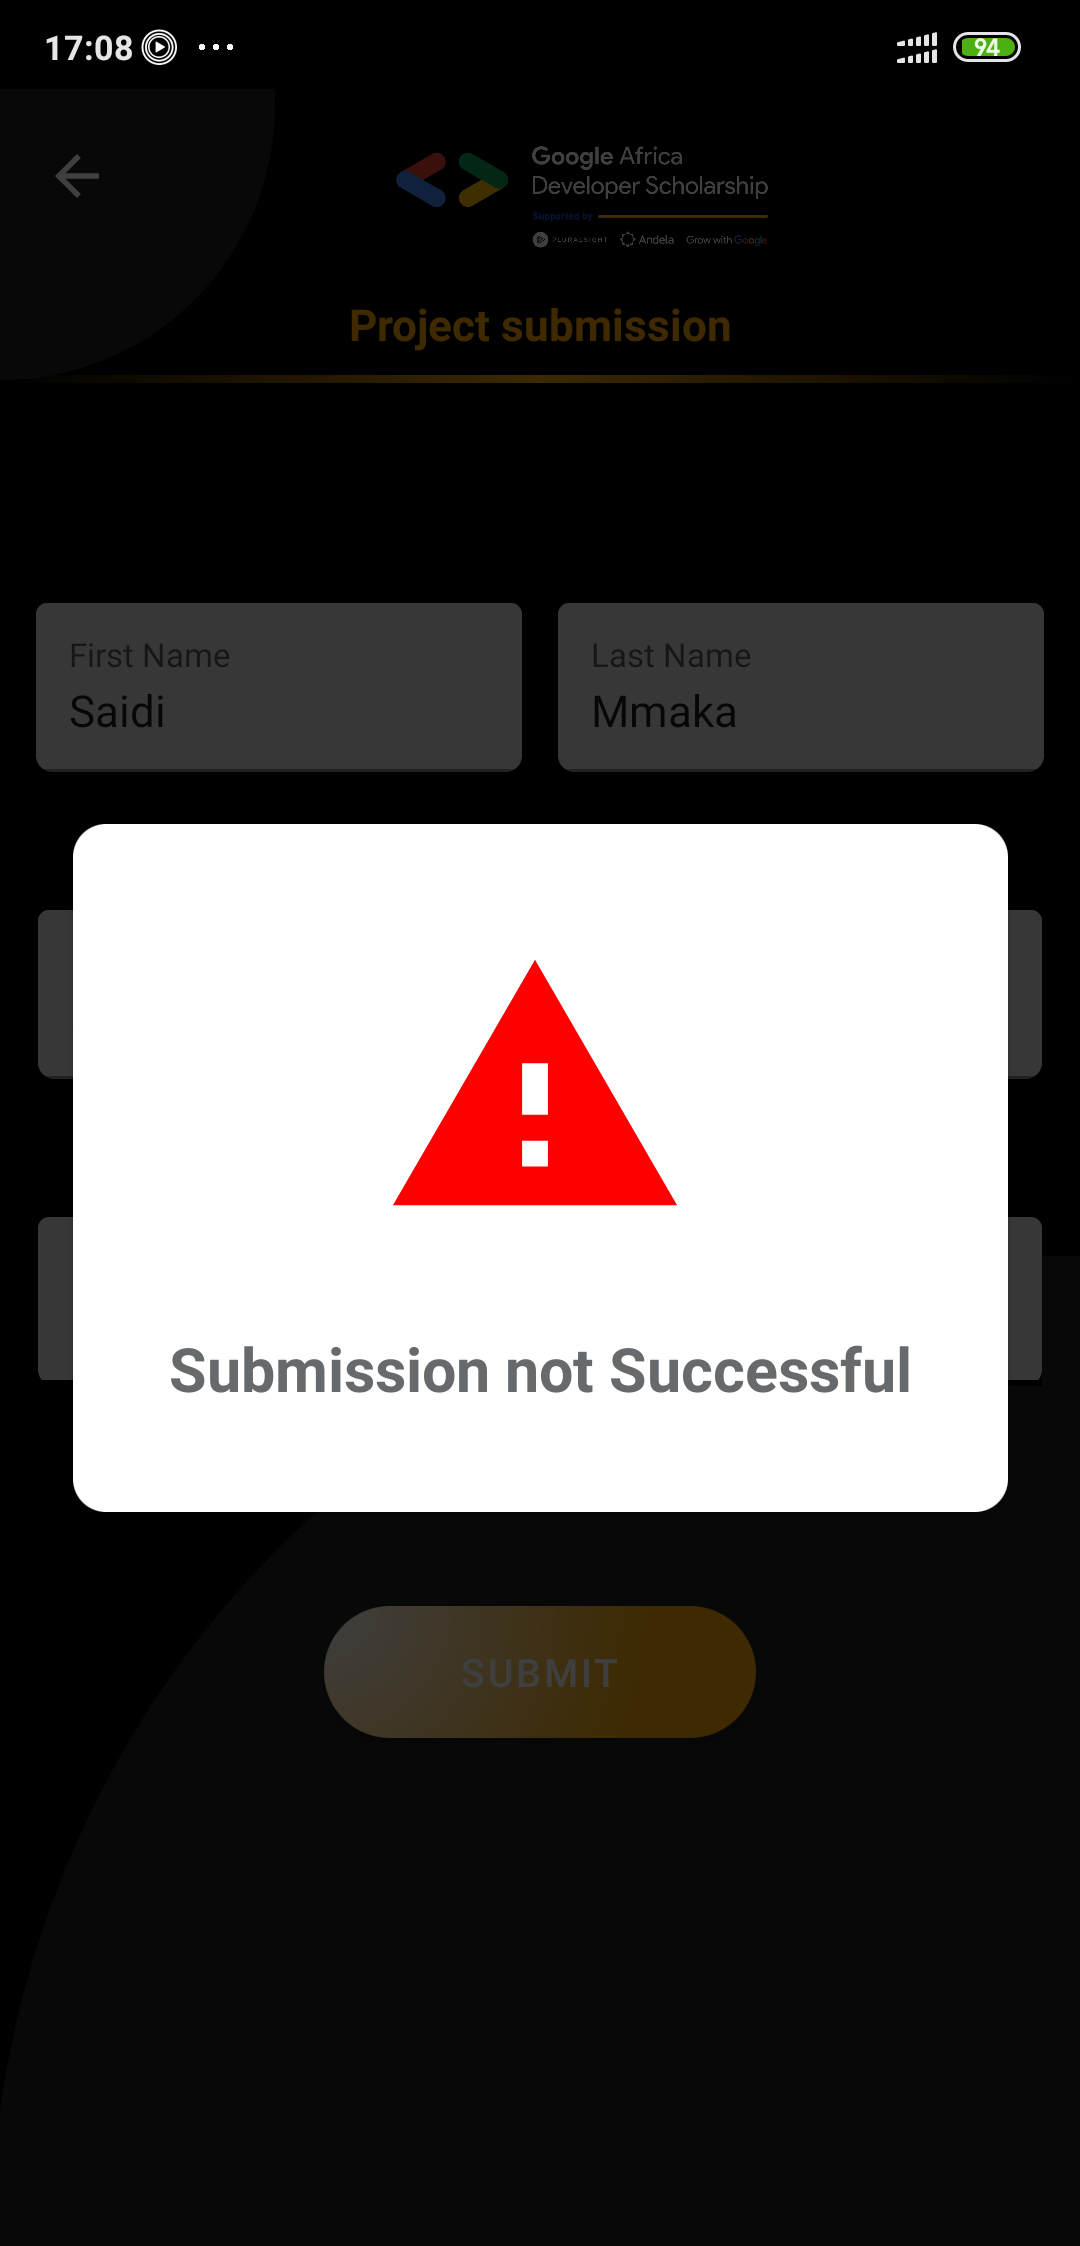 17:08
94
Google Africa
Developer Scholarship
Supported by
PLURALSIGHT Andela Grow with Google
Project submission
First Name
Saidi
Last Name
Mmaka
Submission not Successful
SUBMIT